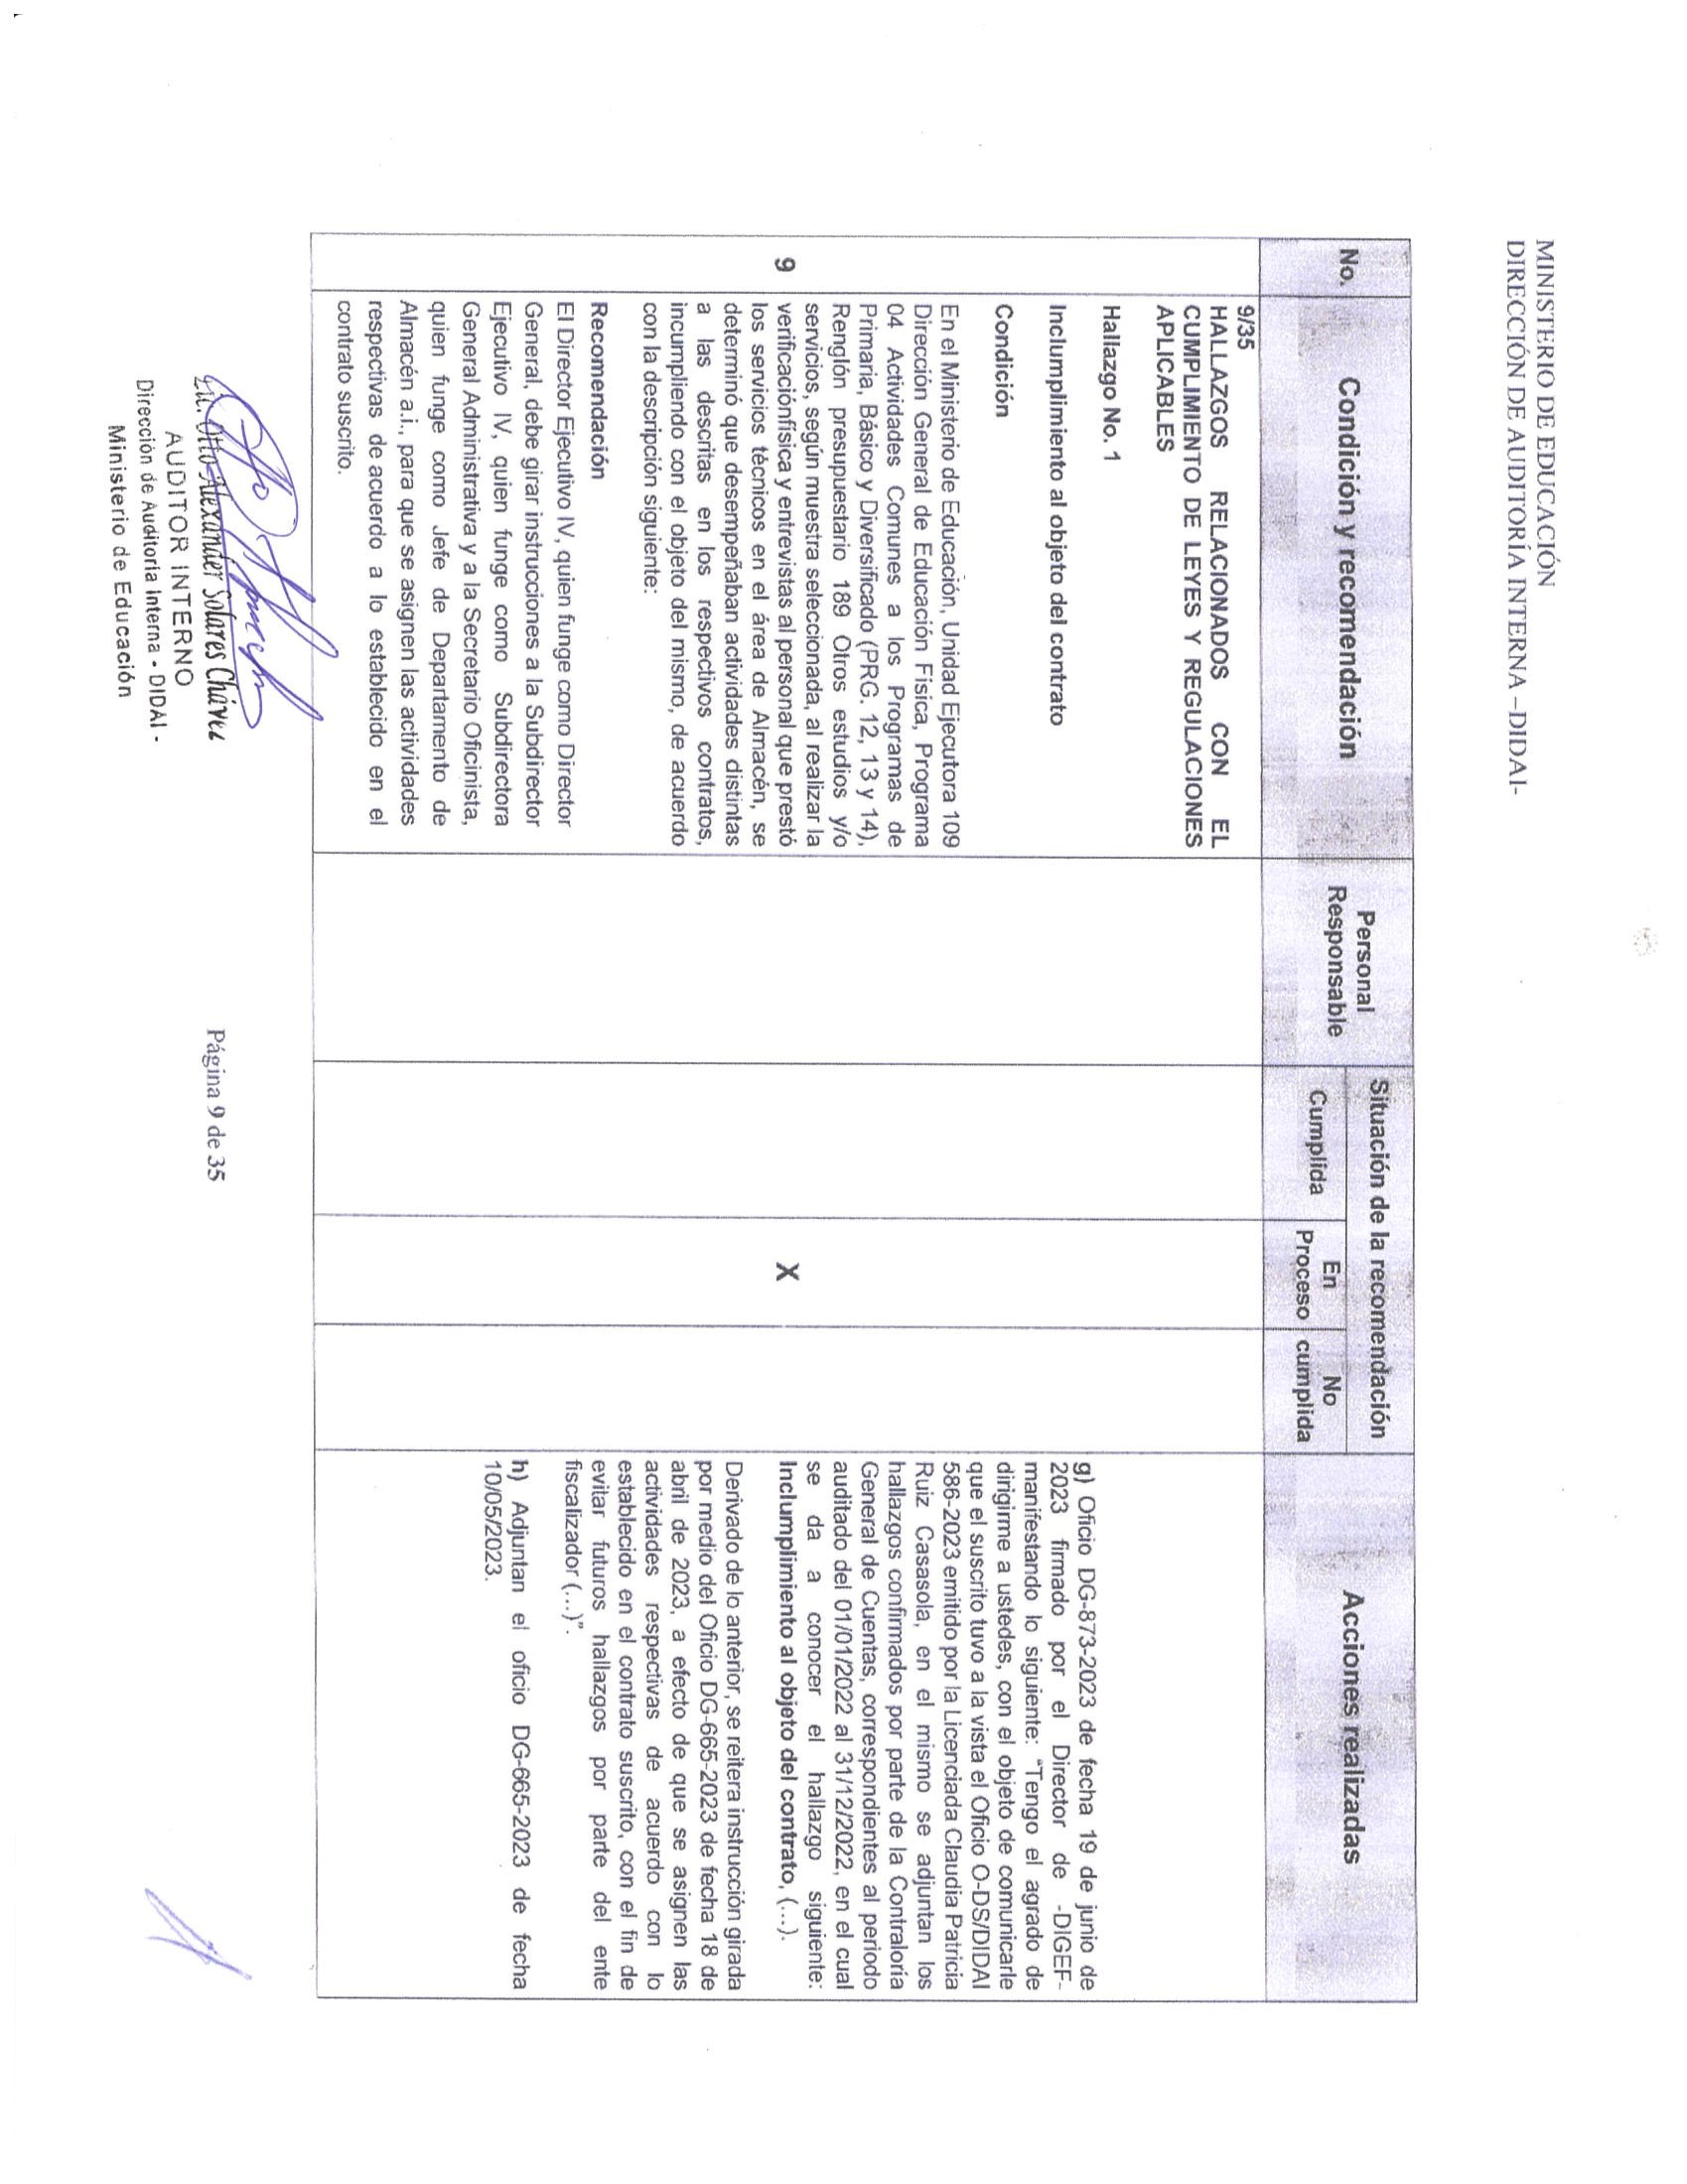 MINISTERIO DE EDUCACIÓN
DIRECCIÓN DE AUDITORÍA INTERNA –DIDAI-
No.
Condición y recomendación
Personal
Responsable
Situación de la recomendación
Cumplida
En
Proceso
No
cumplida
Acciones realizadas
9
9/35
HALLAZGOS RELACIONADOS CON EL
CUMPLIMIENTO DE LEYES Y REGULACIONES
APLICABLES
Hallazgo No. 1
Inclumplimiento al objeto del contrato
Condición
En el Ministerio de Educación, Unidad Ejecutora 109
Dirección General de Educación Física, Programa
04 Actividades Comunes a los Programas de
Primaria, Básico y Diversificado (PRG. 12, 13 y 14),
Renglón presupuestario 189 Otros estudios y/o
servicios, según muestra seleccionada, al realizar la
verificaciónfísica y entrevistas al personal que prestó
los servicios técnicos en el área de Almacén, se
determinó que desempeñaban actividades distintas
a las descritas en los respectivos contratos,
incumpliendo con el objeto del mismo, de acuerdo
con la descripción siguiente:
Recomendación
El Director Ejecutivo IV, quien funge como Director
General, debe girar instrucciones a la Subdirector
Ejecutivo IV, quien funge como Subdirectora
General Administrativa y a la Secretario Oficinista,
quien funge como Jefe de Departamento de
Almacén a.i., para que se asignen las actividades
respectivas de acuerdo a lo establecido en el
contrato suscrito.
X
g) Oficio DG-873-2023 de fecha 19 de junio de
2023 firmado por el Director de -DIGEF-
manifestando lo siguiente: “Tengo el agrado de
dirigirme a ustedes, con el objeto de comunicarle
que el suscrito tuvo a la vista el Oficio O-DS/DIDAI
586-2023 emitido por la Licenciada Claudia Patricia
Ruiz Casasola, en el mismo se adjuntan los
hallazgos confirmados por parte de la Contraloría
General de Cuentas, correspondientes al periodo
auditado del 01/01/2022 al 31/12/2022, en el cual
se da a conocer el hallazgo siguiente:
Inclumplimiento al objeto del contrato, (...).
Derivado de lo anterior, se reitera instrucción girada
por medio del Oficio DG-665-2023 de fecha 18 de
abril de 2023, a efecto de que se asignen las
actividades respectivas de acuerdo con lo
establecido en el contrato suscrito, con el fin de
evitar futuros hallazgos por parte del ente
fiscalizador (...)”.
h) Adjuntan el oficio DG-665-2023 de fecha
10/05/2023.
Lic. Otto Alexander Solares Chávez
AUDITOR INTERNO
Dirección de Auditoría Interna - DIDAI -
Ministerio de Educación
Página 9 de 35